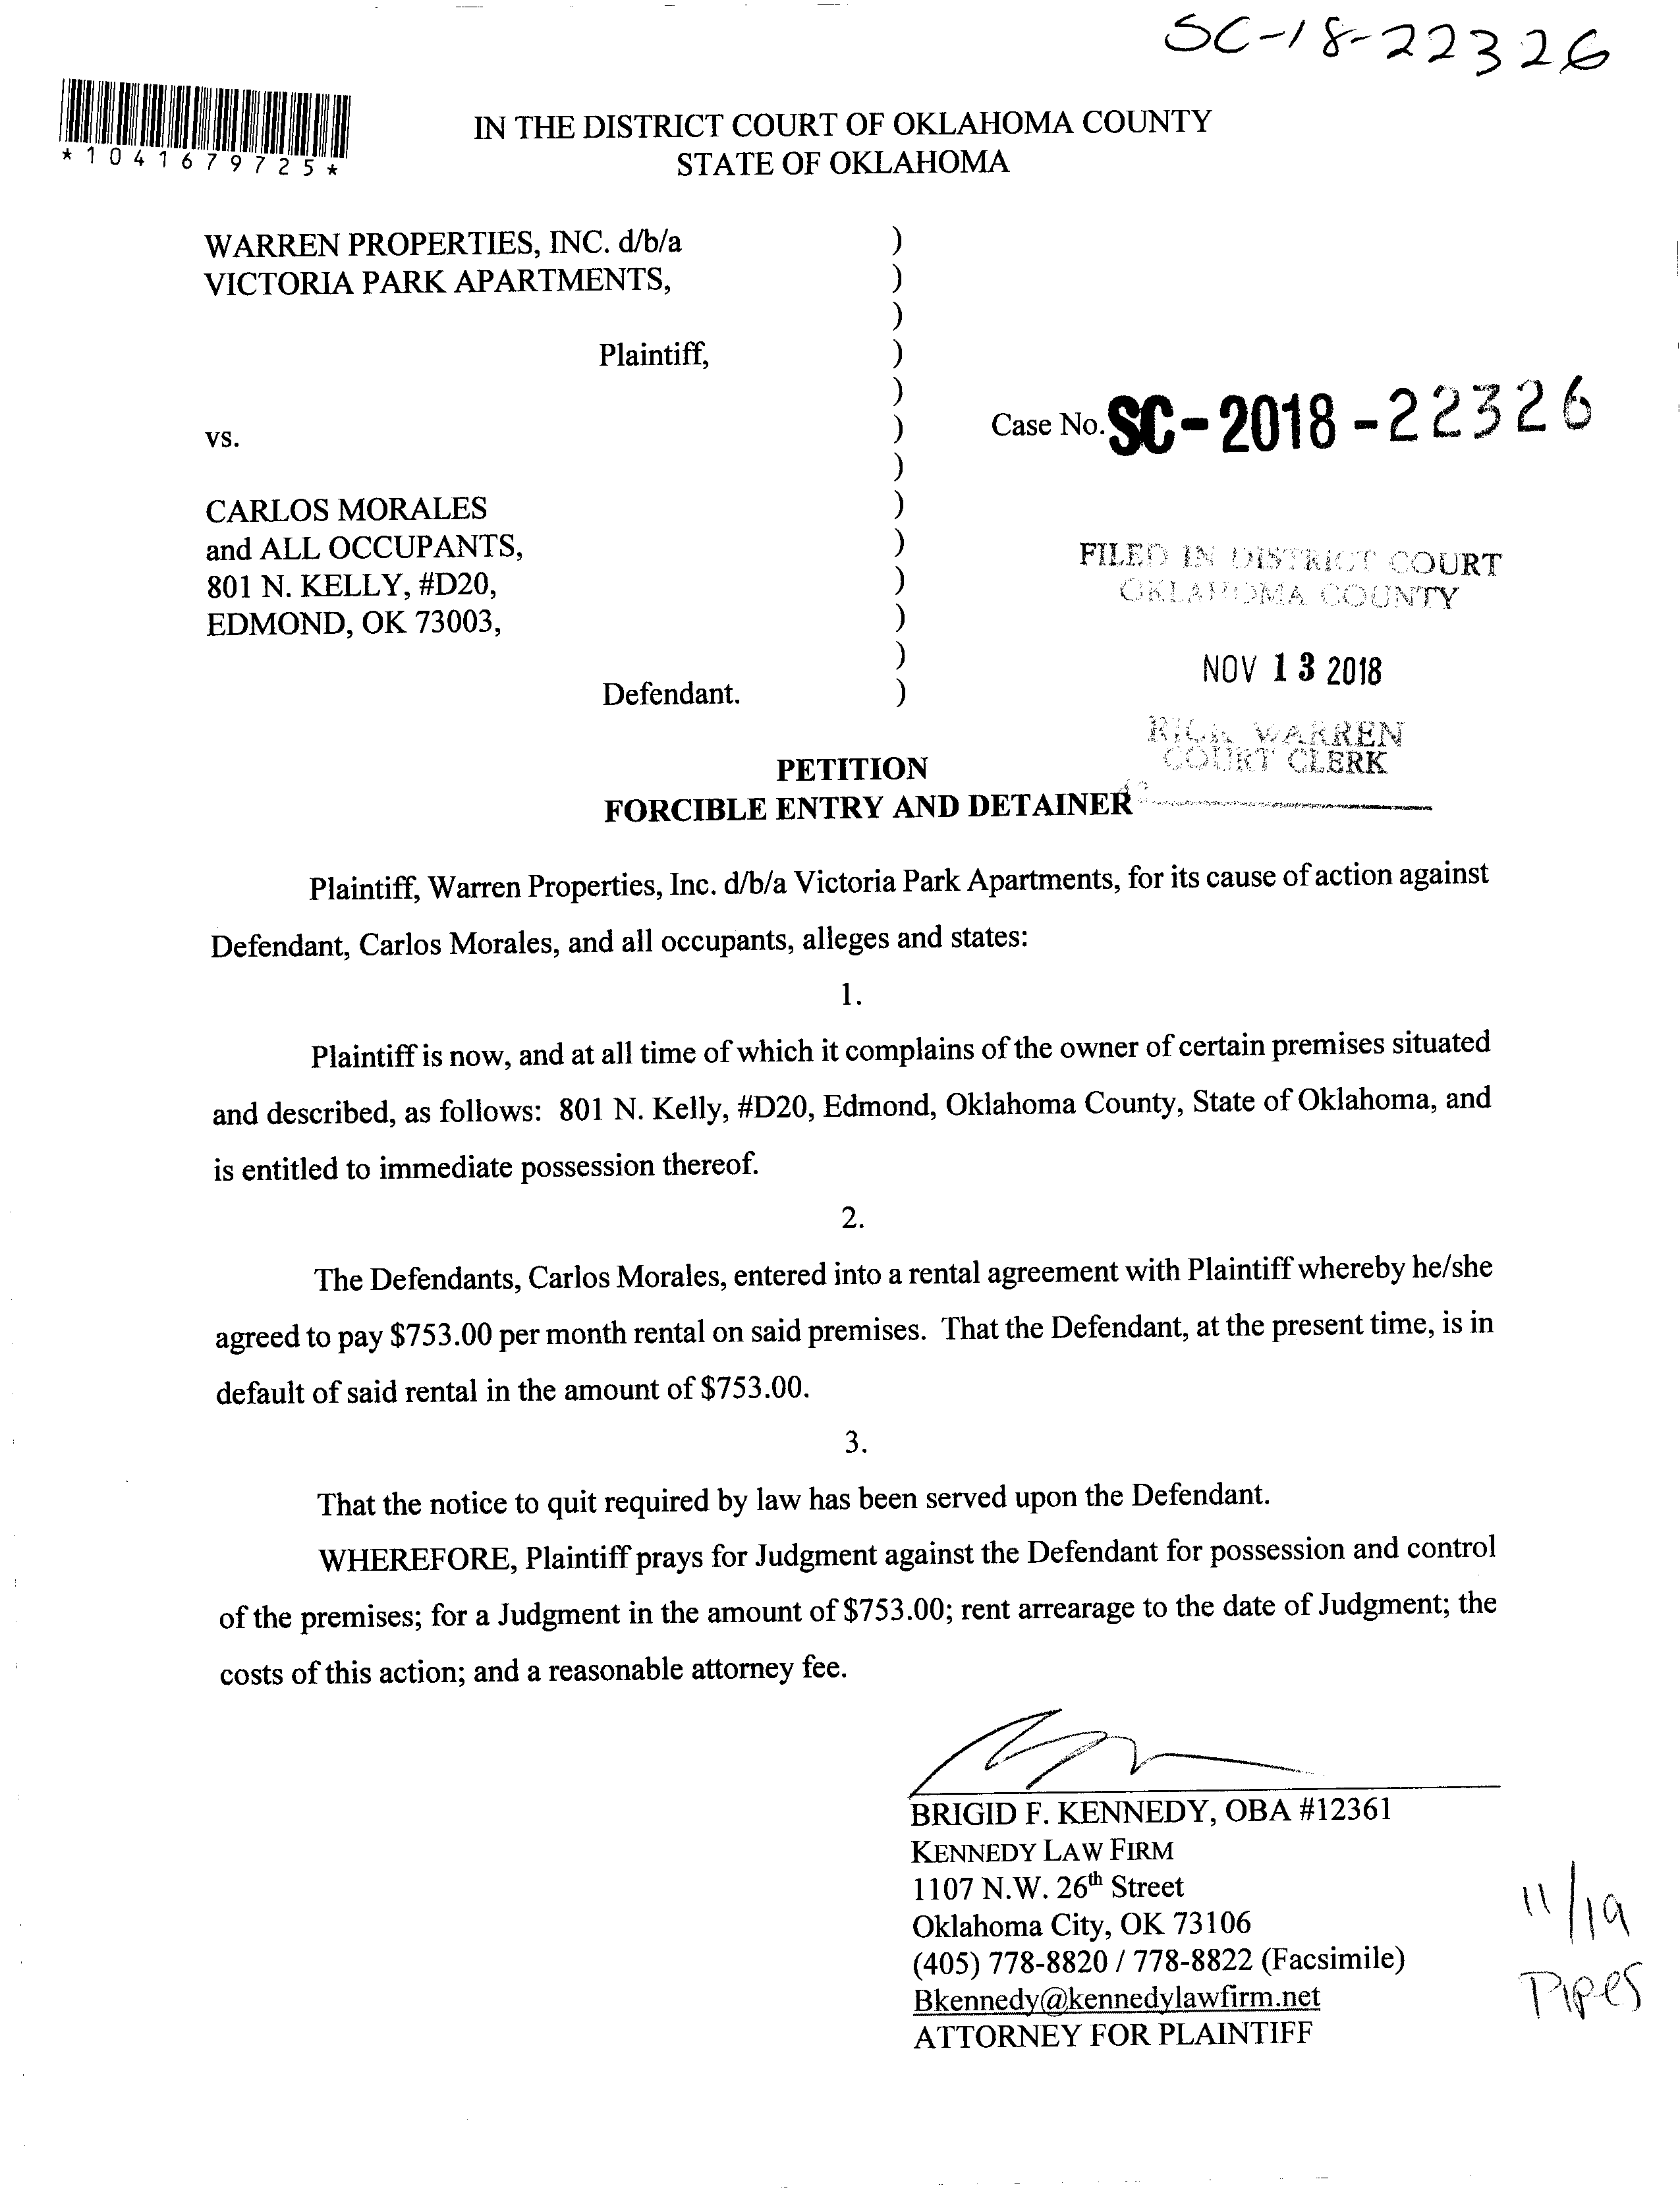 SC-18-22326
*1041679725*
IN THE DISTRICT COURT OF OKLAHOMA COUNTY
STATE OF OKLAHOMA
WARREN PROPERTIES, INC. d/b/a )
VICTORIA PARK APARTMENTS, )
)
Plaintiff, )
)
vs. ) Case No. SC-2018-22326
)
CARLOS MORALES )
and ALL OCCUPANTS, )
801 N. KELLY, #D20, )
EDMOND, OK 73003, )
)
Defendant. )
FILED IN DISTRICT COURT
OKLAHOMA COUNTY
NOV 13 2018
RICK WARREN
COURT CLERK
PETITION
FORCIBLE ENTRY AND DETAINER
Plaintiff, Warren Properties, Inc. d/b/a Victoria Park Apartments, for its cause of action against
Defendant, Carlos Morales, and all occupants, alleges and states:
1.
Plaintiff is now, and at all time of which it complains of the owner of certain premises situated
and described, as follows: 801 N. Kelly, #D20, Edmond, Oklahoma County, State of Oklahoma, and
is entitled to immediate possession thereof.
2.
The Defendants, Carlos Morales, entered into a rental agreement with Plaintiff whereby he/she
agreed to pay $753.00 per month rental on said premises. That the Defendant, at the present time, is in
default of said rental in the amount of $753.00.
3.
That the notice to quit required by law has been served upon the Defendant.
WHEREFORE, Plaintiff prays for Judgment against the Defendant for possession and control
of the premises; for a Judgment in the amount of $753.00; rent arrearage to the date of Judgment; the
costs of this action; and a reasonable attorney fee.
BRIGID F. KENNEDY, OBA #12361
KENNEDY LAW FIRM
1107 N.W. 26th Street
Oklahoma City, OK 73106
(405) 778-8820 / 778-8822 (Facsimile)
Bkennedy@kennedylawfirm.net
ATTORNEY FOR PLAINTIFF
11/19
Pipes